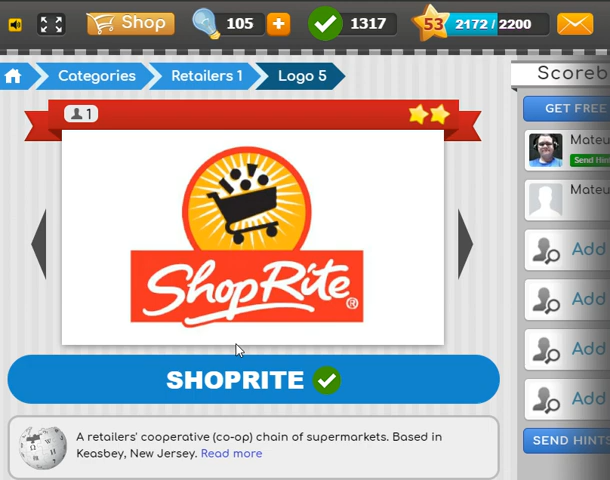 Shop
105
1317
53
2172 / 2200
Categories
Retailers 1
Logo 5
Scoreb
1
GET FREE
Mateu
Send Hin
Mateu
ShopRite ®
Add
Add
Add
Add
SHOPRITE
A retailers' cooperative (co-op) chain of supermarkets. Based in
Keasbey, New Jersey. Read more
SEND HINTS